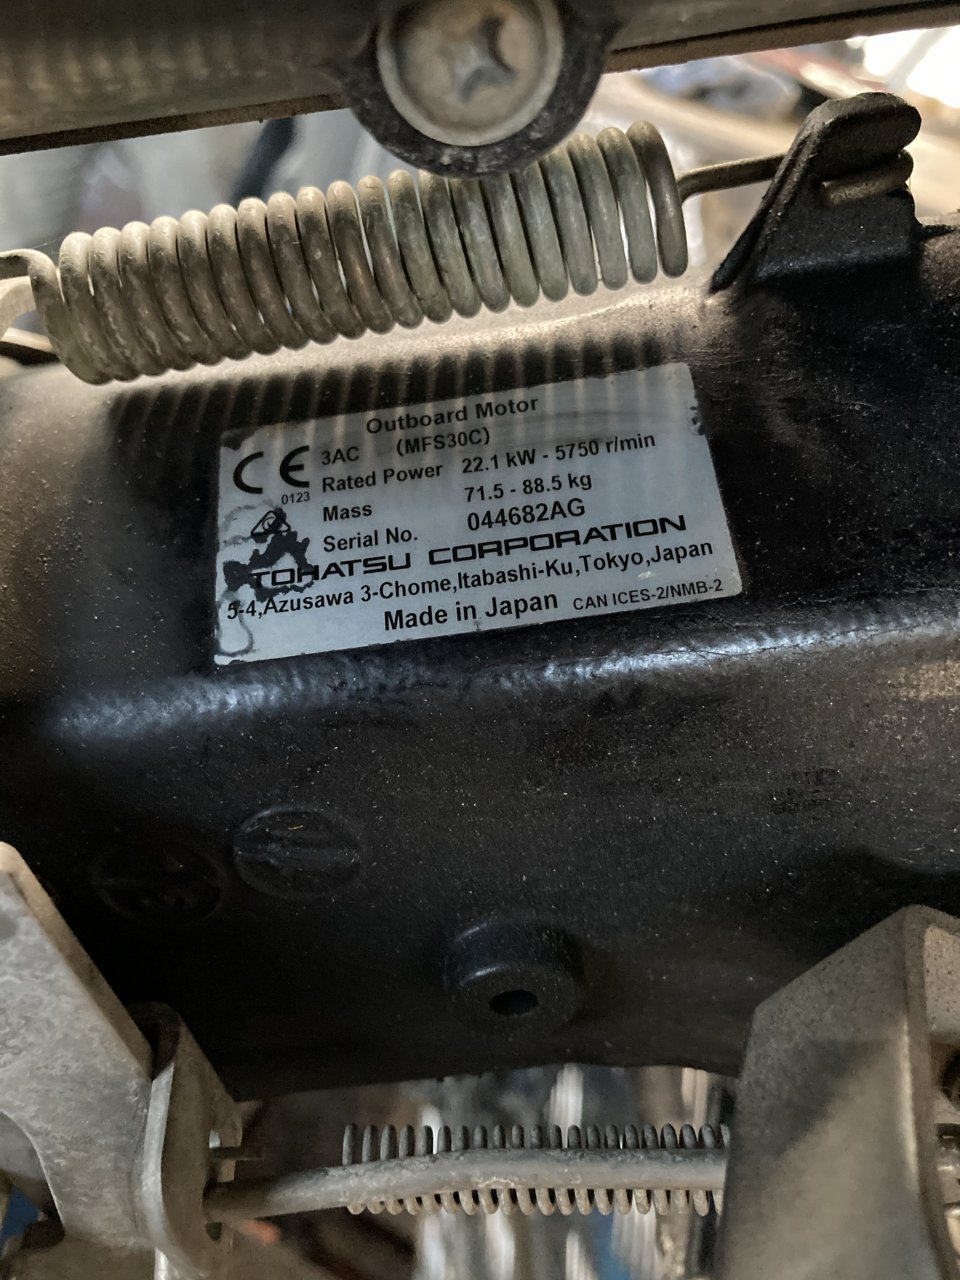 Outboard Motor
CE 3AC (MFS30C)
0123
Rated Power 22.1 kW - 5750 r/min
Mass 71.5 - 88.5 kg
Serial No. 044682AG
TOHATSU CORPORATION
5-4,Azusawa 3-Chome,Itabashi-Ku,Tokyo,Japan
Made in Japan CAN ICES-2/NMB-2